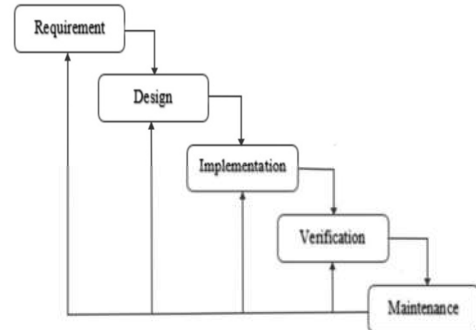 Requirement
Design
Implementation
Verification
Maintenance